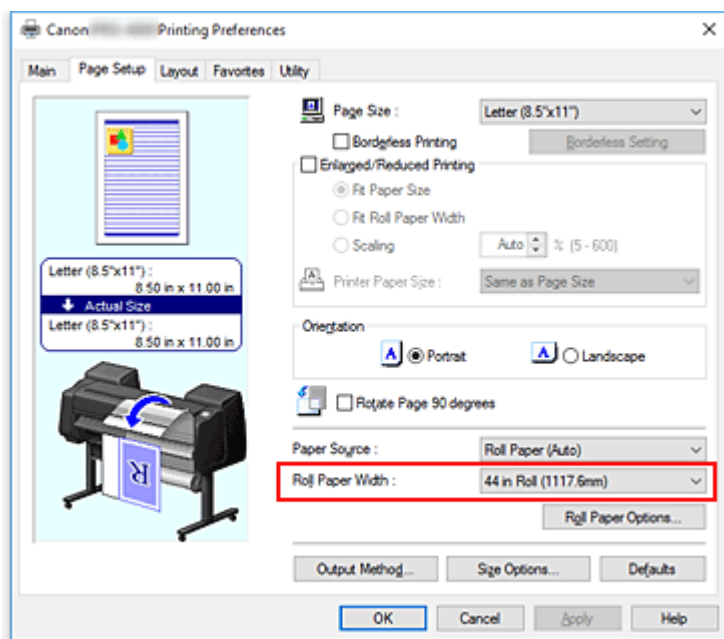 Canon Printing Preferences
Main Page Setup Layout Favorites Utility
Page Size : Letter (8.5"x11")
Borderless Printing Borderless Setting
Enlarged/Reduced Printing
Fit Paper Size
Fit Roll Paper Width
Scaling Auto % (5 - 600)
Printer Paper Size : Same as Page Size
Letter (8.5"x11") :
8.50 in x 11.00 in
Actual Size
Letter (8.5"x11") :
8.50 in x 11.00 in
Orientation
A Portrait A Landscape
Rotate Page 90 degrees
Paper Source : Roll Paper (Auto)
Roll Paper Width : 44 in Roll (1117.6mm)
Roll Paper Options...
R
Output Method... Size Options... Defaults
OK Cancel Apply Help